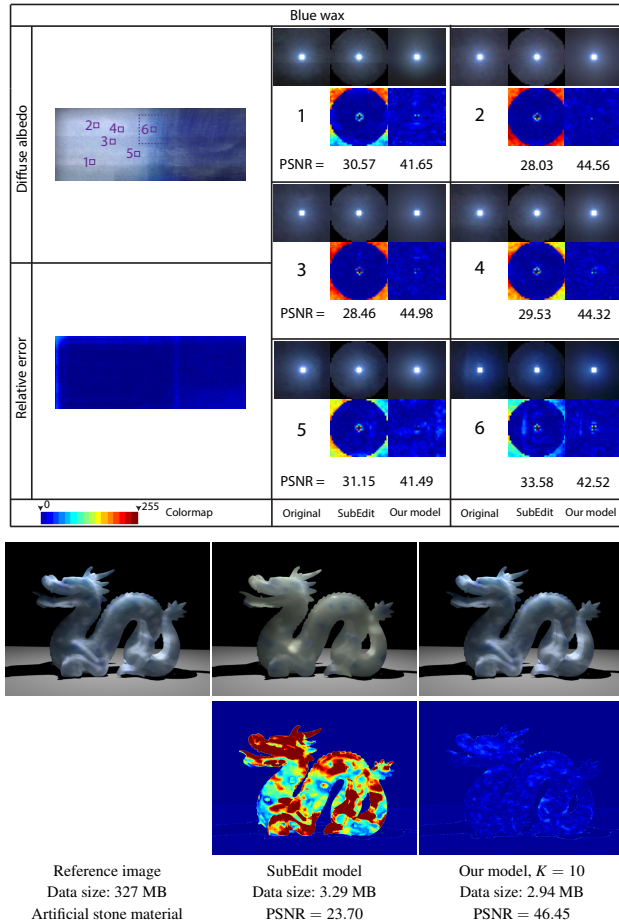 Blue wax
Diffuse albedo
2 4 6
3
1 5
1 2
PSNR = 30.57 41.65 28.03 44.56
3 4
PSNR = 28.46 44.98 29.53 44.32
Relative error
5 6
PSNR = 31.15 41.49 33.58 42.52
0 255 Colormap
Original SubEdit Our model Original SubEdit Our model
Reference image SubEdit model Our model, K = 10
Data size: 327 MB Data size: 3.29 MB Data size: 2.94 MB
Artificial stone material PSNR = 23.70 PSNR = 46.45